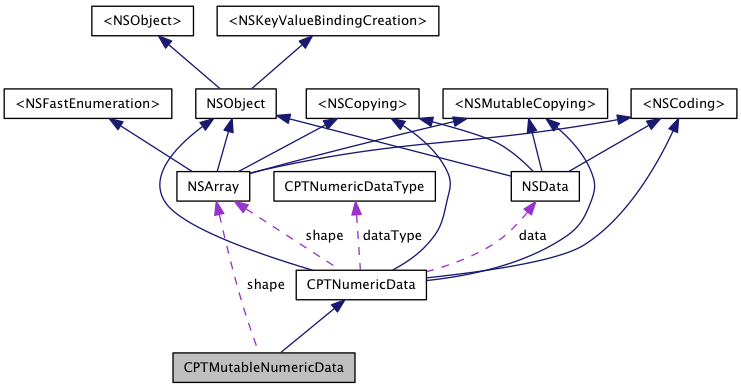 <NSObject>
<NSKeyValueBindingCreation>
<NSFastEnumeration>
NSObject
<NSCopying>
<NSMutableCopying>
<NSCoding>
NSArray
CPTNumericDataType
NSData
shape
dataType
data
CPTNumericData
shape
CPTMutableNumericData